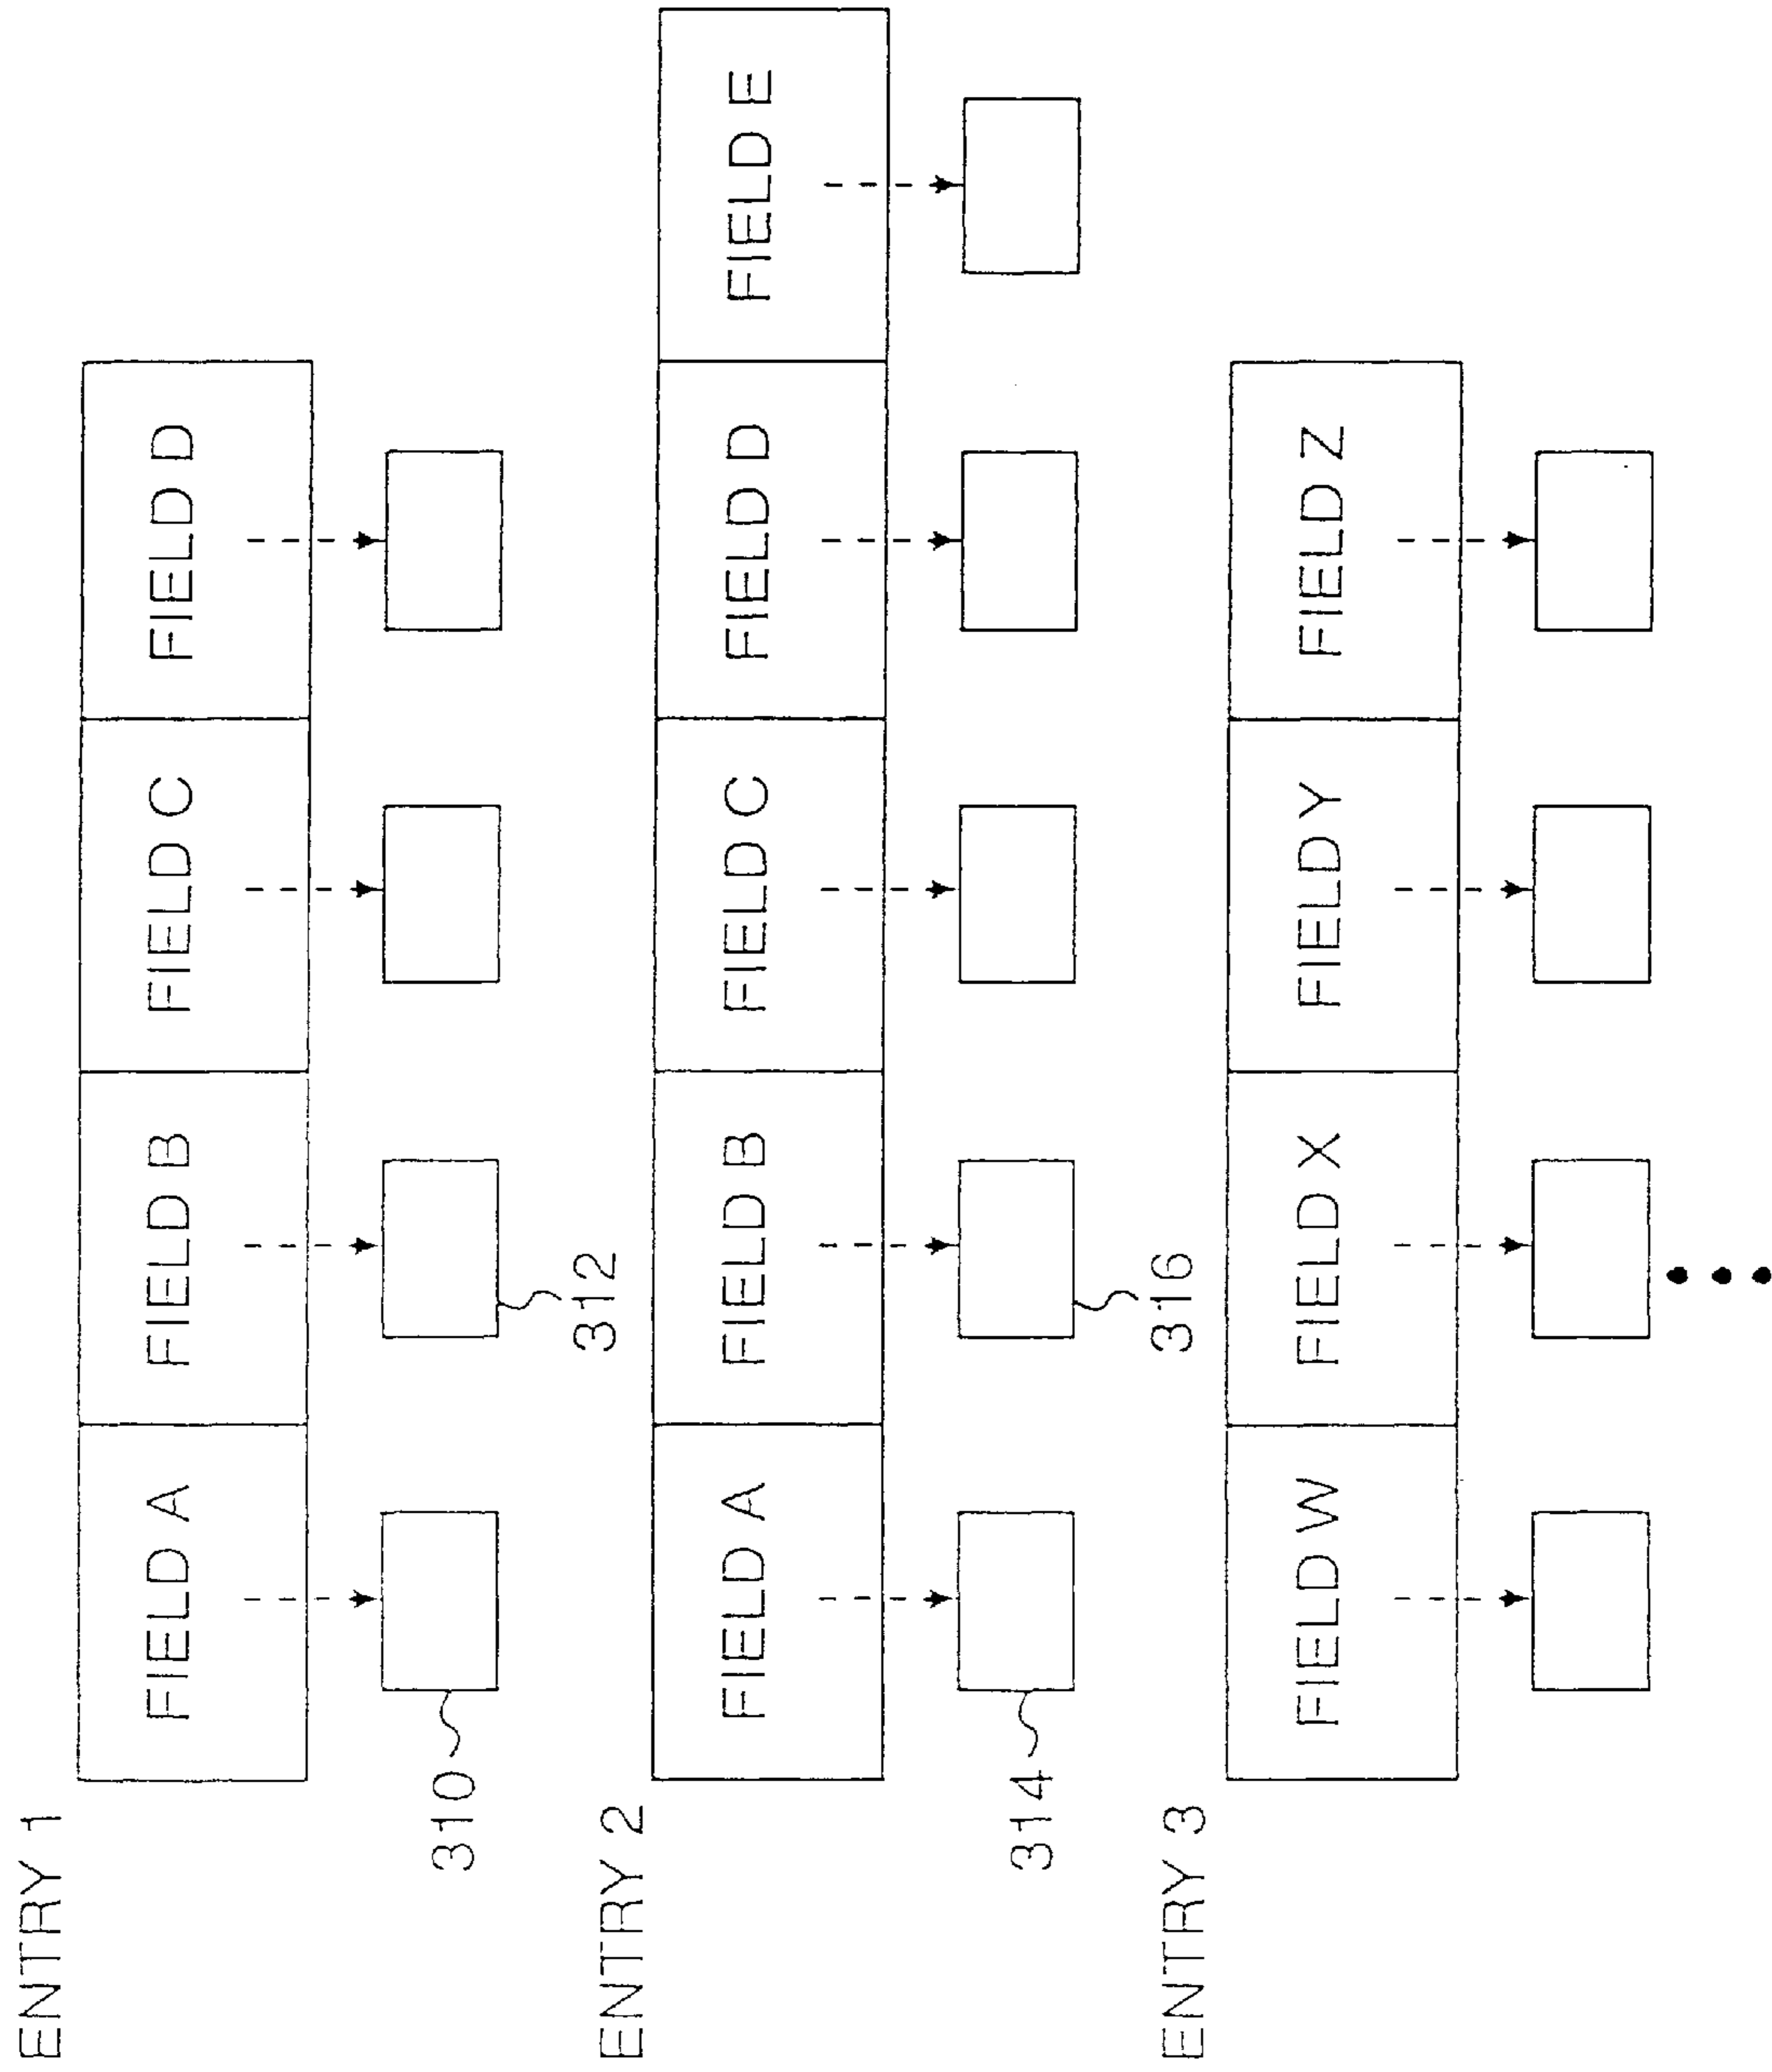 ENTRY 1
FIELD A FIELD B FIELD C FIELD D
310 312
ENTRY 2
FIELD A FIELD B FIELD C FIELD D FIELD E
314 316
ENTRY 3
FIELD W FIELD X FIELD Y FIELD Z